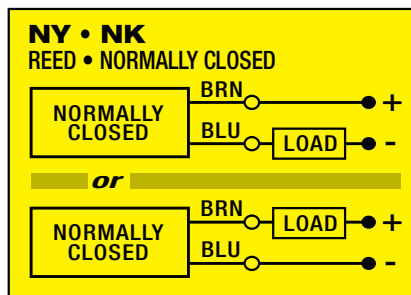 NY • NK
REED • NORMALLY CLOSED
BRN
+
NORMALLY
CLOSED
BLU
LOAD
-
or
BRN
LOAD
+
NORMALLY
CLOSED
BLU
-